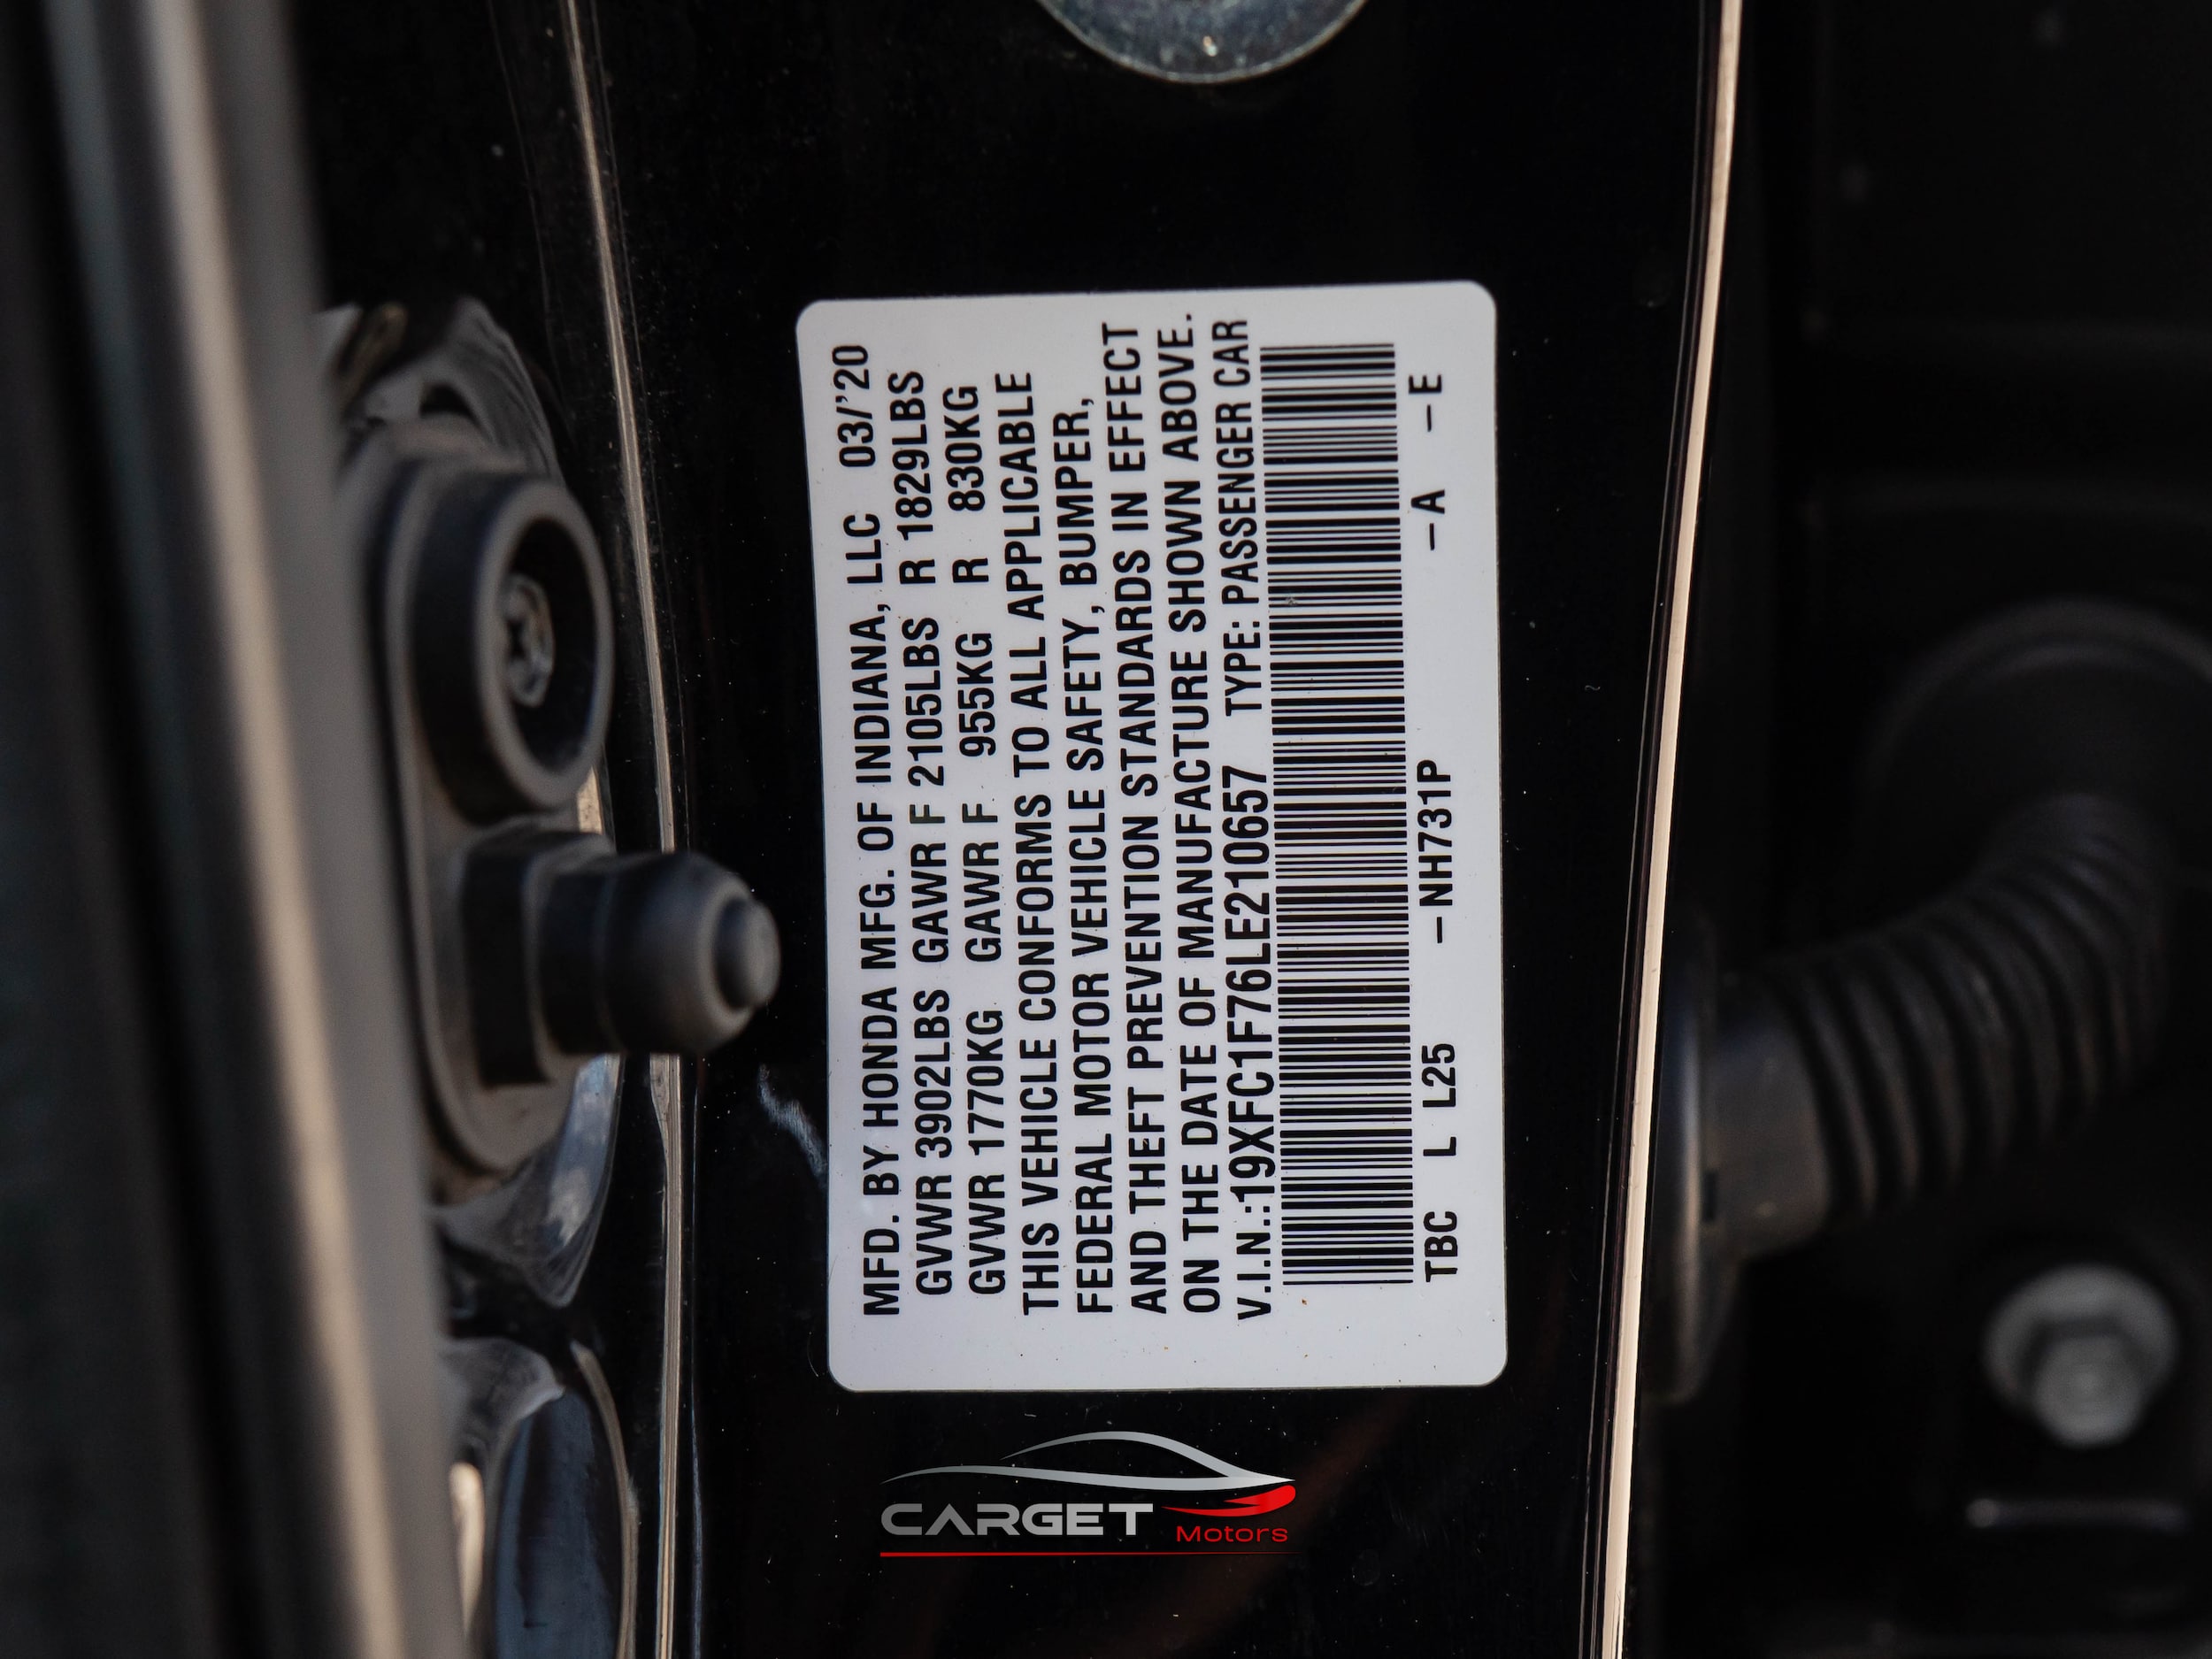 MFD. BY HONDA MFG. OF INDIANA, LLC 03/'20
GVWR 3902LBS GAWR F 2105LBS R 1829LBS
GVWR 1770KG GAWR F 955KG R 830KG
THIS VEHICLE CONFORMS TO ALL APPLICABLE
FEDERAL MOTOR VEHICLE SAFETY, BUMPER,
AND THEFT PREVENTION STANDARDS IN EFFECT
ON THE DATE OF MANUFACTURE SHOWN ABOVE.
V.I.N.:19XFC1F76LE210657 TYPE: PASSENGER CAR
TBC L L25 –NH731P –A –E
CARGET Motors